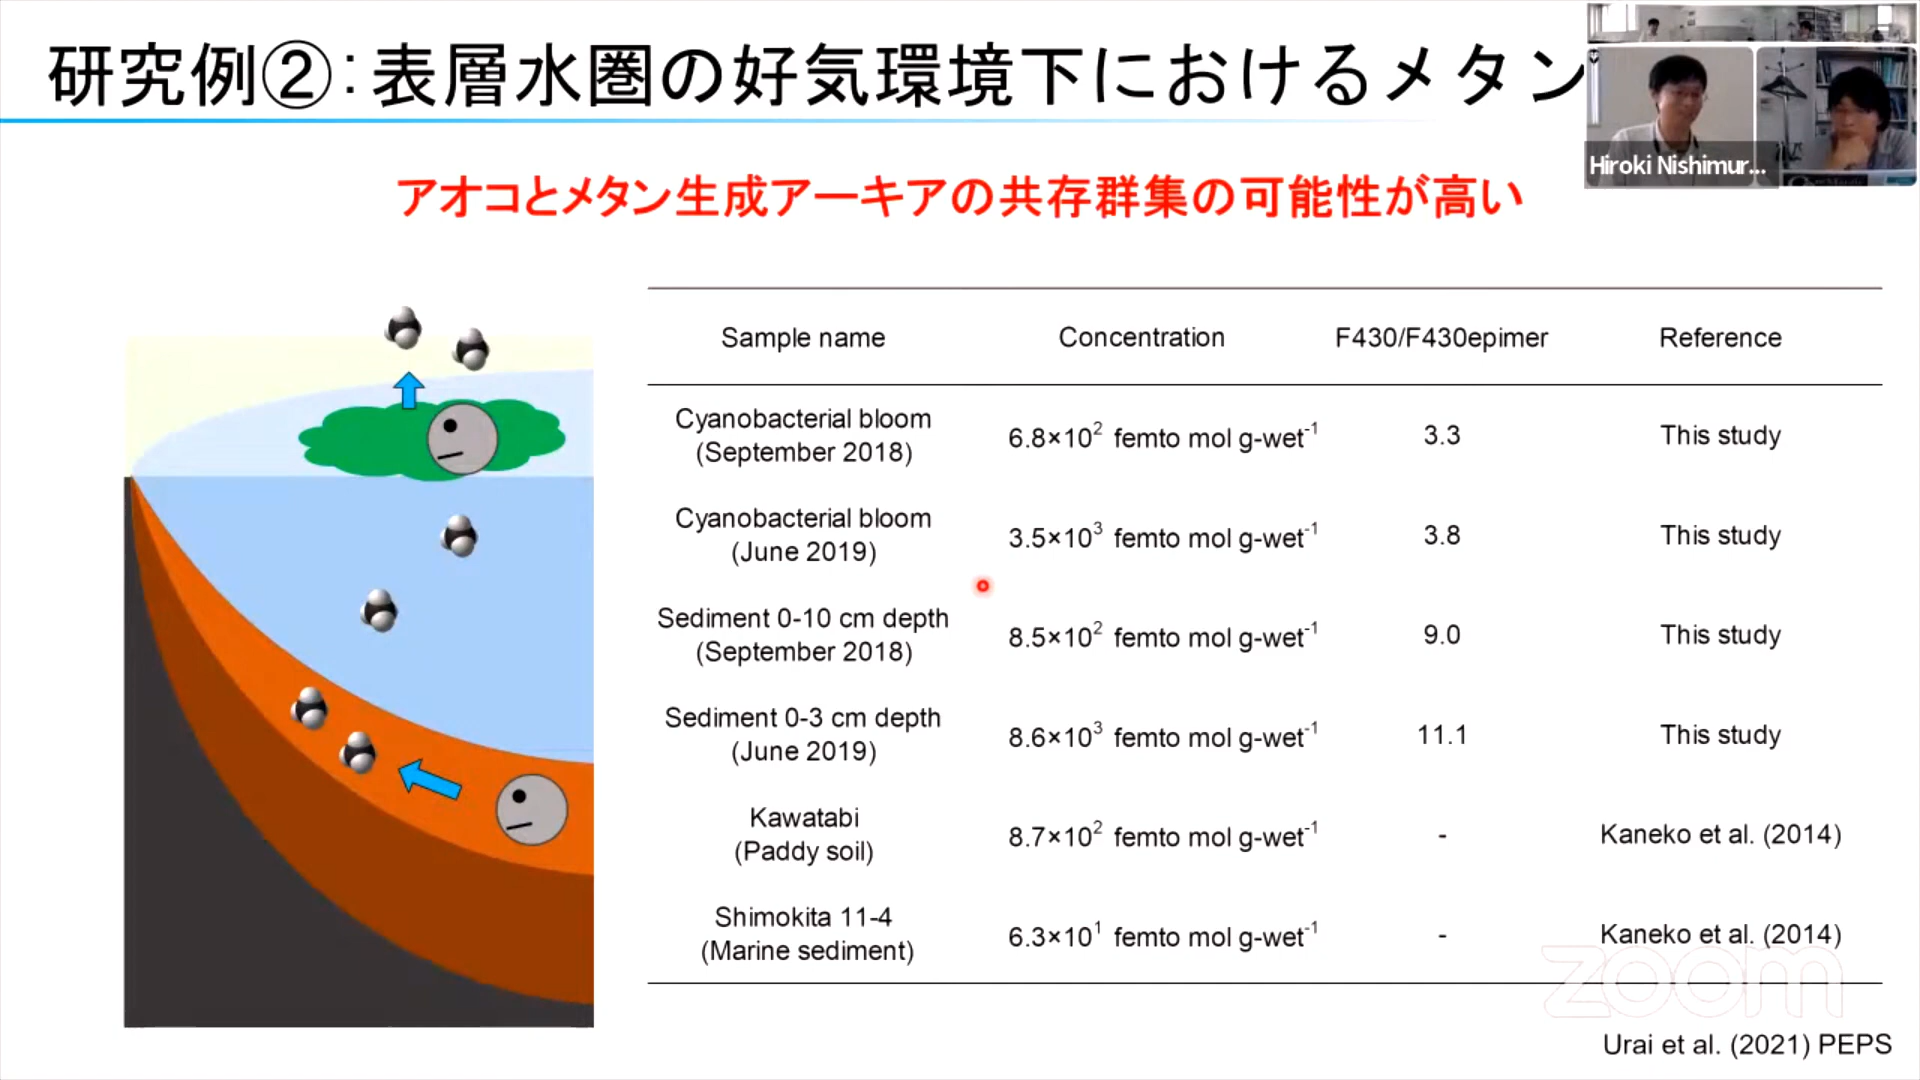 研究例②:表層水圏の好気環境下におけるメタン
Hiroki Nishimur...
アオコとメタン生成アーキアの共存群集の可能性が高い
Sample name Concentration F430/F430epimer Reference
Cyanobacterial bloom
(September 2018) 6.8×10² femto mol g-wet⁻¹ 3.3 This study
Cyanobacterial bloom
(June 2019) 3.5×10³ femto mol g-wet⁻¹ 3.8 This study
Sediment 0-10 cm depth
(September 2018) 8.5×10² femto mol g-wet⁻¹ 9.0 This study
Sediment 0-3 cm depth
(June 2019) 8.6×10³ femto mol g-wet⁻¹ 11.1 This study
Kawatabi
(Paddy soil) 8.7×10² femto mol g-wet⁻¹ - Kaneko et al. (2014)
Shimokita 11-4
(Marine sediment) 6.3×10¹ femto mol g-wet⁻¹ - Kaneko et al. (2014)
zoom
Urai et al. (2021) PEPS